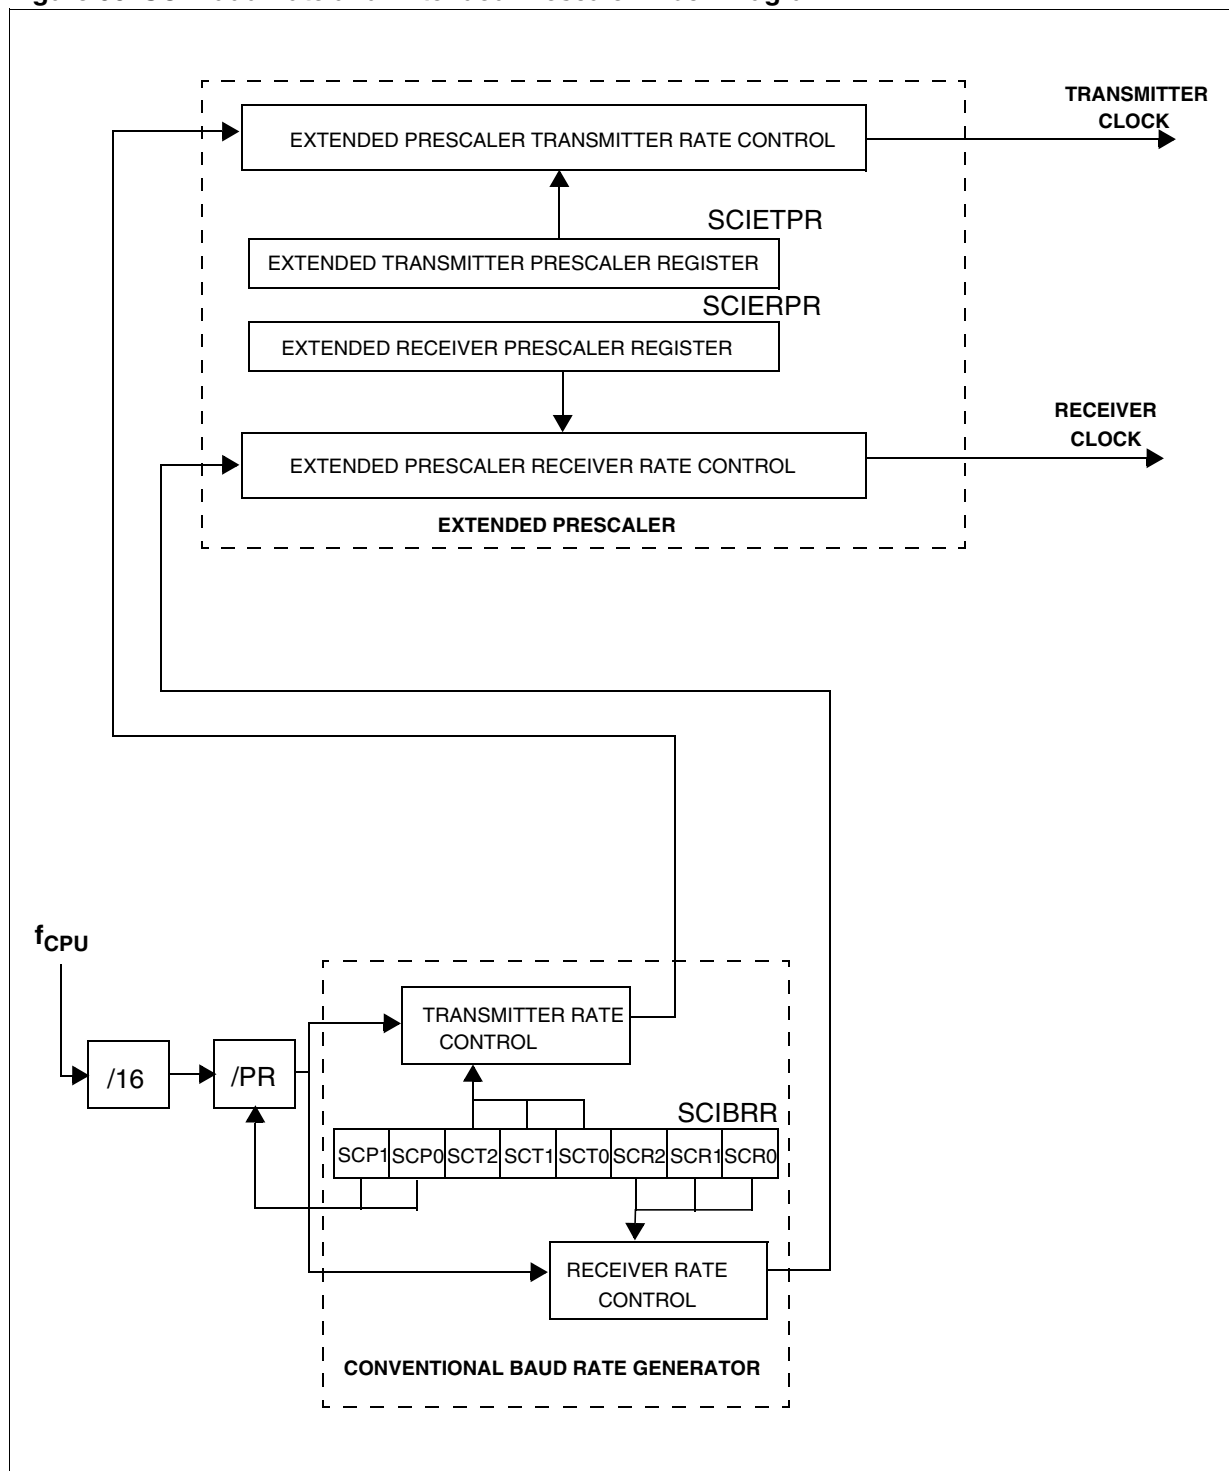 TRANSMITTER
CLOCK
EXTENDED PRESCALER TRANSMITTER RATE CONTROL
SCIETPR
EXTENDED TRANSMITTER PRESCALER REGISTER
SCIERPR
EXTENDED RECEIVER PRESCALER REGISTER
RECEIVER
CLOCK
EXTENDED PRESCALER RECEIVER RATE CONTROL
EXTENDED PRESCALER
fCPU
TRANSMITTER RATE
CONTROL
/16
/PR
SCIBRR
SCP1 SCP0 SCT2 SCT1 SCT0 SCR2 SCR1 SCR0
RECEIVER RATE
CONTROL
CONVENTIONAL BAUD RATE GENERATOR